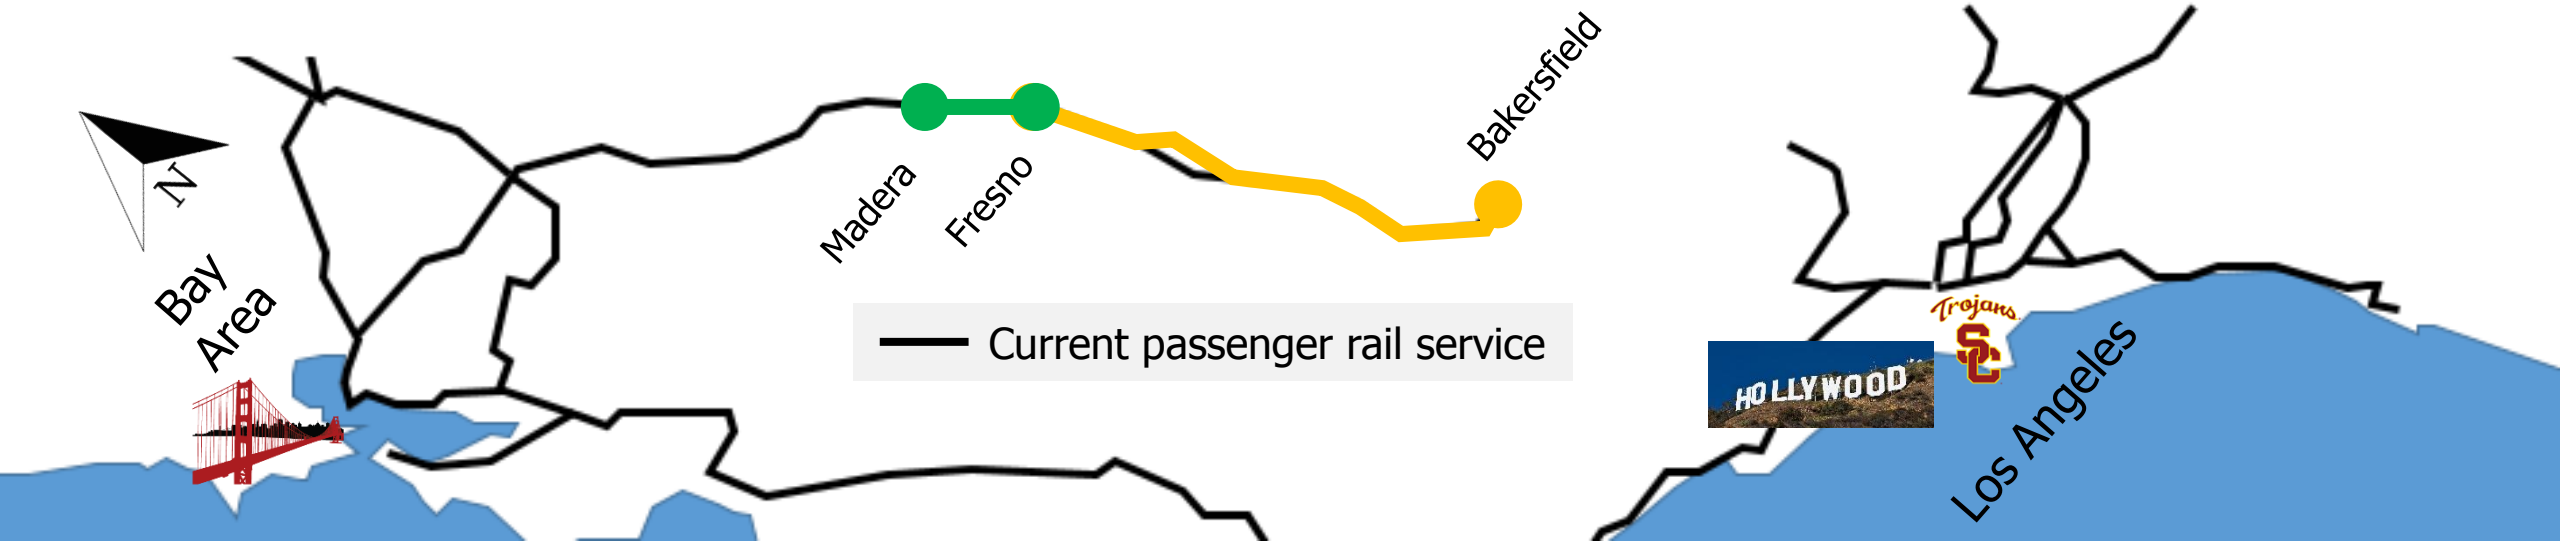 N
Bay
Area
Madera
Fresno
Bakersfield
Current passenger rail service
HOLLYWOOD
Trojans
SC
Los Angeles